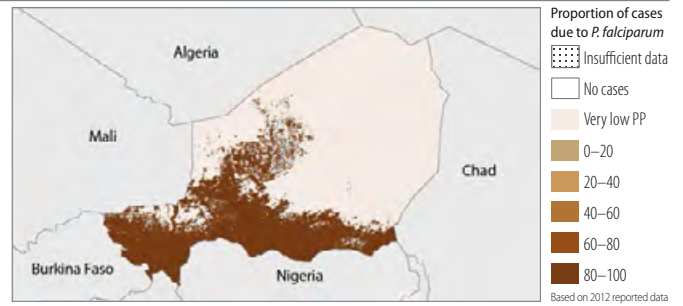 Proportion of cases
due to P. falciparum
Insufficient data
No cases
Very low PP
0–20
20–40
40–60
60–80
80–100
Based on 2012 reported data
Algeria
Mali
Chad
Burkina Faso
Nigeria